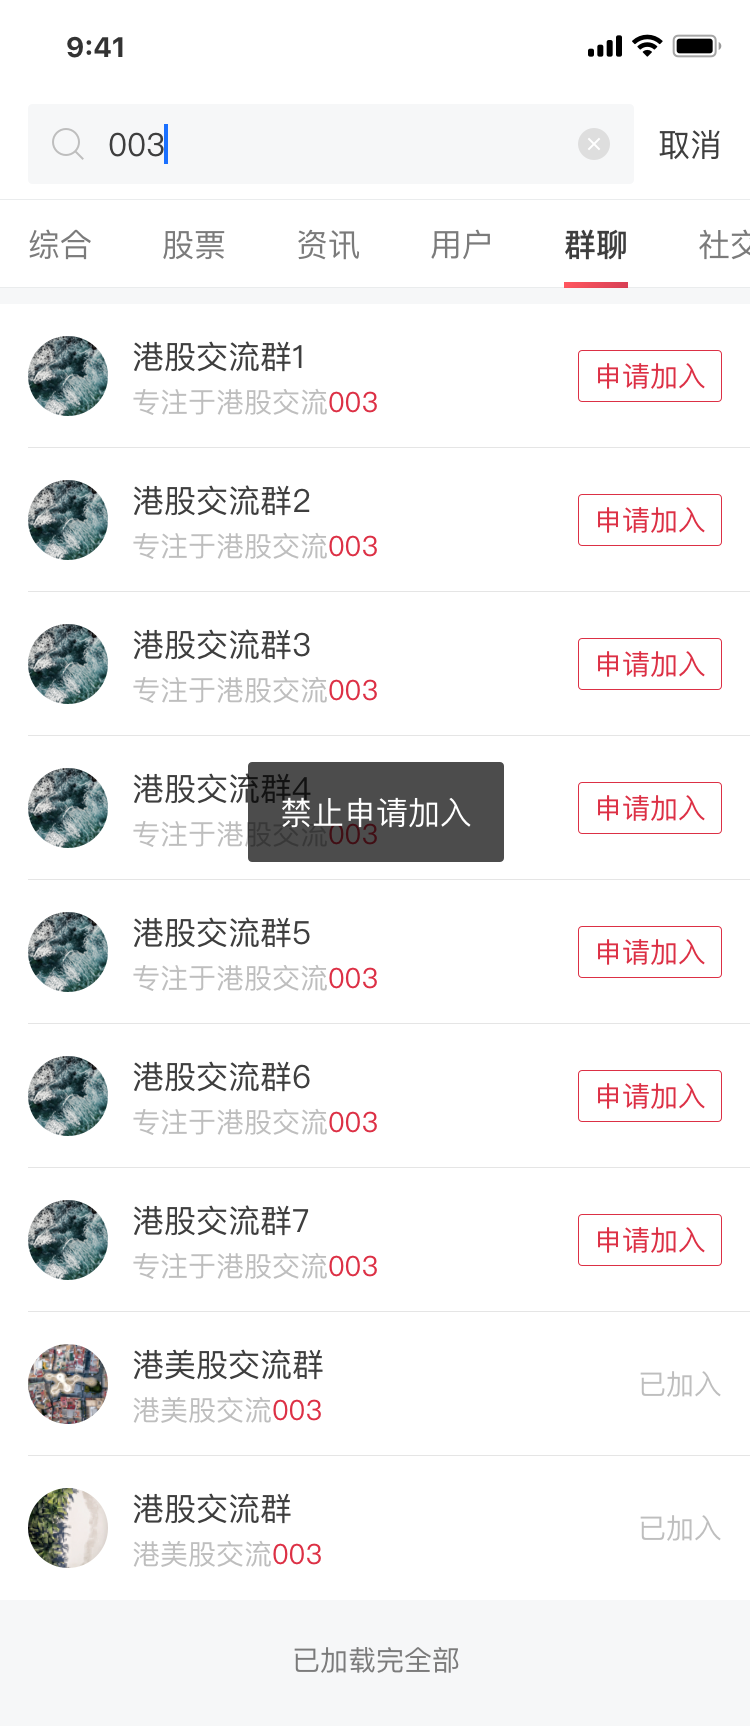 9:41
003
取消
综合 股票 资讯 用户 群聊 社交
港股交流群1
专注于港股交流003
申请加入
港股交流群2
专注于港股交流003
申请加入
港股交流群3
专注于港股交流003
申请加入
港股交流群4
专注于港股交流003
申请加入
禁止申请加入
港股交流群5
专注于港股交流003
申请加入
港股交流群6
专注于港股交流003
申请加入
港股交流群7
专注于港股交流003
申请加入
港美股交流群
港美股交流003
已加入
港股交流群
港美股交流003
已加入
已加载完全部